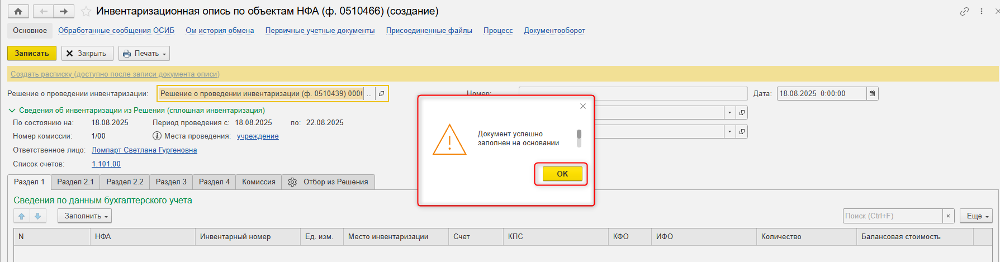 Инвентаризационная опись по объектам НФА (ф. 0510466) (создание)
Основное Обработанные сообщения ОСИБ Ом история обмена Первичные учетные документы Присоединенные файлы Процесс Документооборот
Записать Закрыть Печать
Создать расписку (доступно после записи документа описи)
Решение о проведении инвентаризации: Решение о проведении инвентаризации (ф. 0510439) 000 ... Номер: Дата: 18.08.2025 0:00:00
Сведения об инвентаризации из Решения (сплошная инвентаризация)
По состоянию на: 18.08.2025 Период проведения с: 18.08.2025 по: 22.08.2025
Номер комиссии: 1/00 Места проведения: учреждение
Ответственное лицо: Ломпарт Светлана Гургеновна
Список счетов: 1.101.00
Документ успешно
заполнен на основании
OK
Раздел 1 Раздел 2.1 Раздел 2.2 Раздел 3 Раздел 4 Комиссия Отбор из Решения
Сведения по данным бухгалтерского учета
Заполнить Поиск (Ctrl+F) × Еще
N НФА Инвентарный номер Ед. изм. Место инвентаризации Счет КПС КФО ИФО Количество Балансовая стоимость